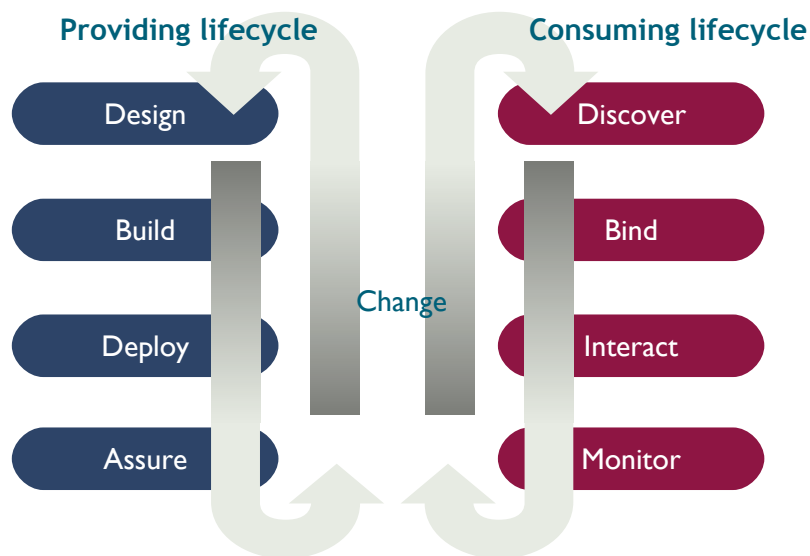 Providing lifecycle
Consuming lifecycle
Design
Discover
Build
Bind
Change
Deploy
Interact
Assure
Monitor